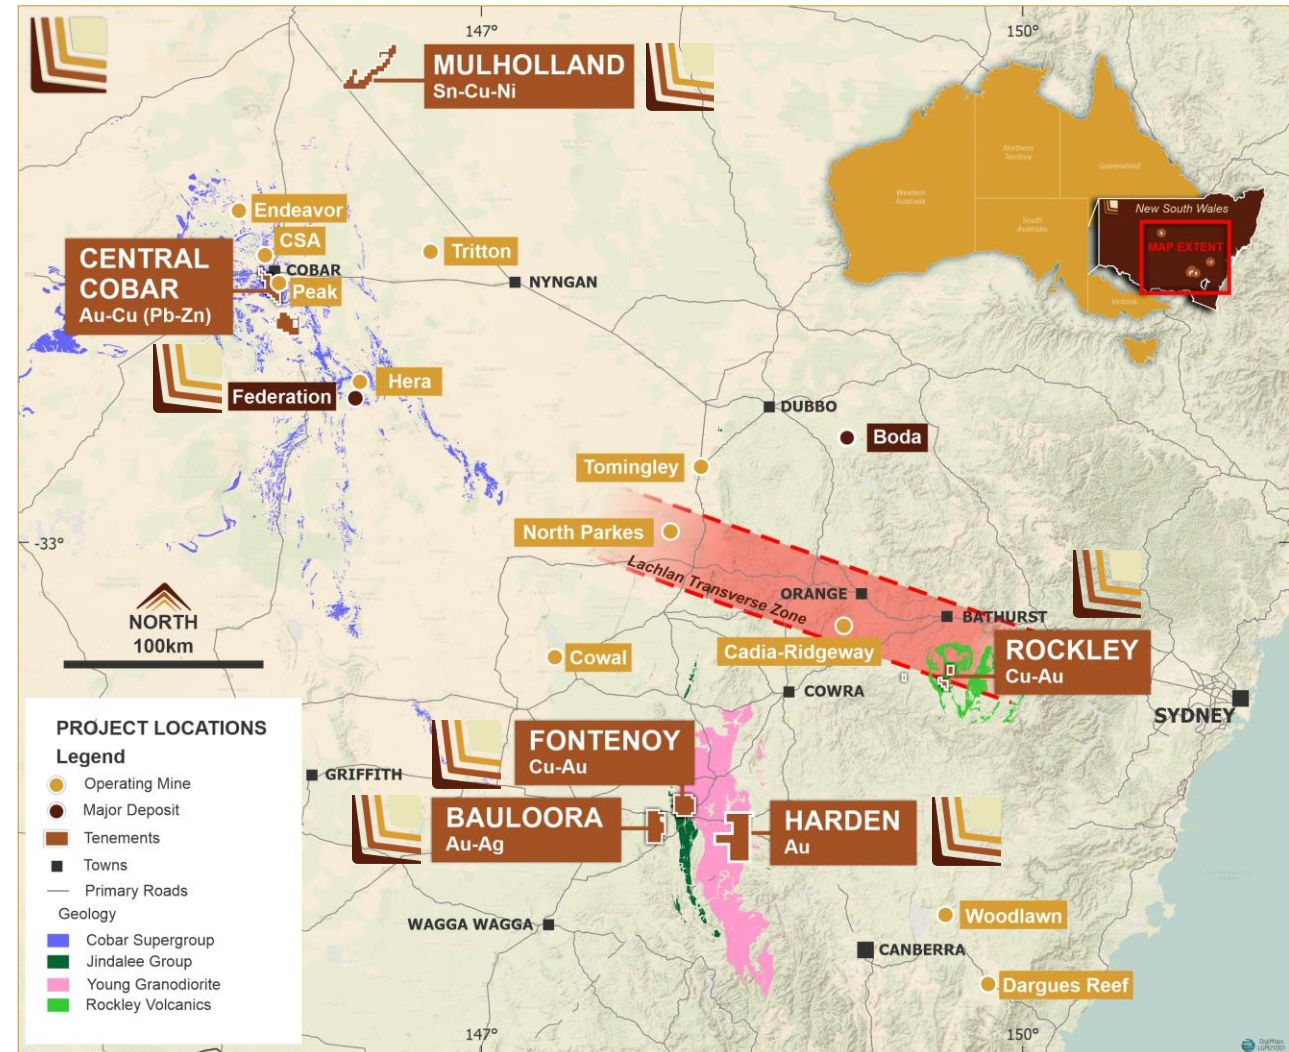 147°
150°
MULHOLLAND
Sn-Cu-Ni
Northern
Territory
Queensland
Western
Australia
South
Australia
New South Wales
MAP EXTENT
Victoria
Endeavor
CSA
Tritton
CENTRAL
COBAR
Au-Cu (Pb-Zn)
COBAR
Peak
NYNGAN
Hera
Federation
DUBBO
Boda
Tomingley
North Parkes
-33°
Lachlan Transverse Zone
ORANGE
BATHURST
NORTH
100km
Cowal
Cadia-Ridgeway
ROCKLEY
Cu-Au
COWRA
SYDNEY
FONTENOY
Cu-Au
GRIFFITH
BAULOORA
Au-Ag
HARDEN
Au
WAGGA WAGGA
Woodlawn
CANBERRA
Dargues Reef
PROJECT LOCATIONS
Legend
Operating Mine
Major Deposit
Tenements
Towns
Primary Roads
Geology
Cobar Supergroup
Jindalee Group
Young Granodiorite
Rockley Volcanics
147°
150°
DigiMaps